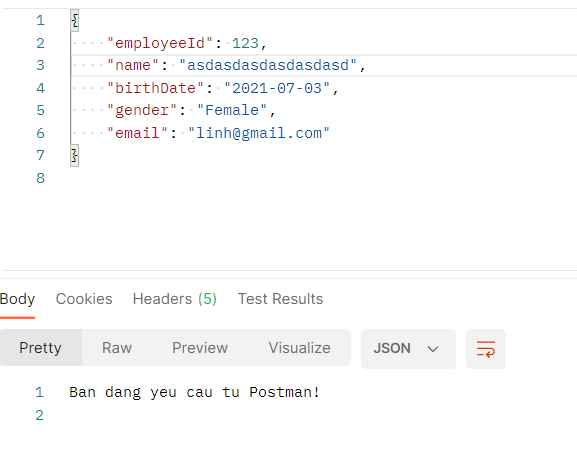 1 {
2 "employeeId": 123,
3 "name": "asdasdasdasdasdasd",
4 "birthDate": "2021-07-03",
5 "gender": "Female",
6 "email": "linh@gmail.com"
7 }
8
Body Cookies Headers (5) Test Results
Pretty Raw Preview Visualize JSON
1 Ban dang yeu cau tu Postman!
2